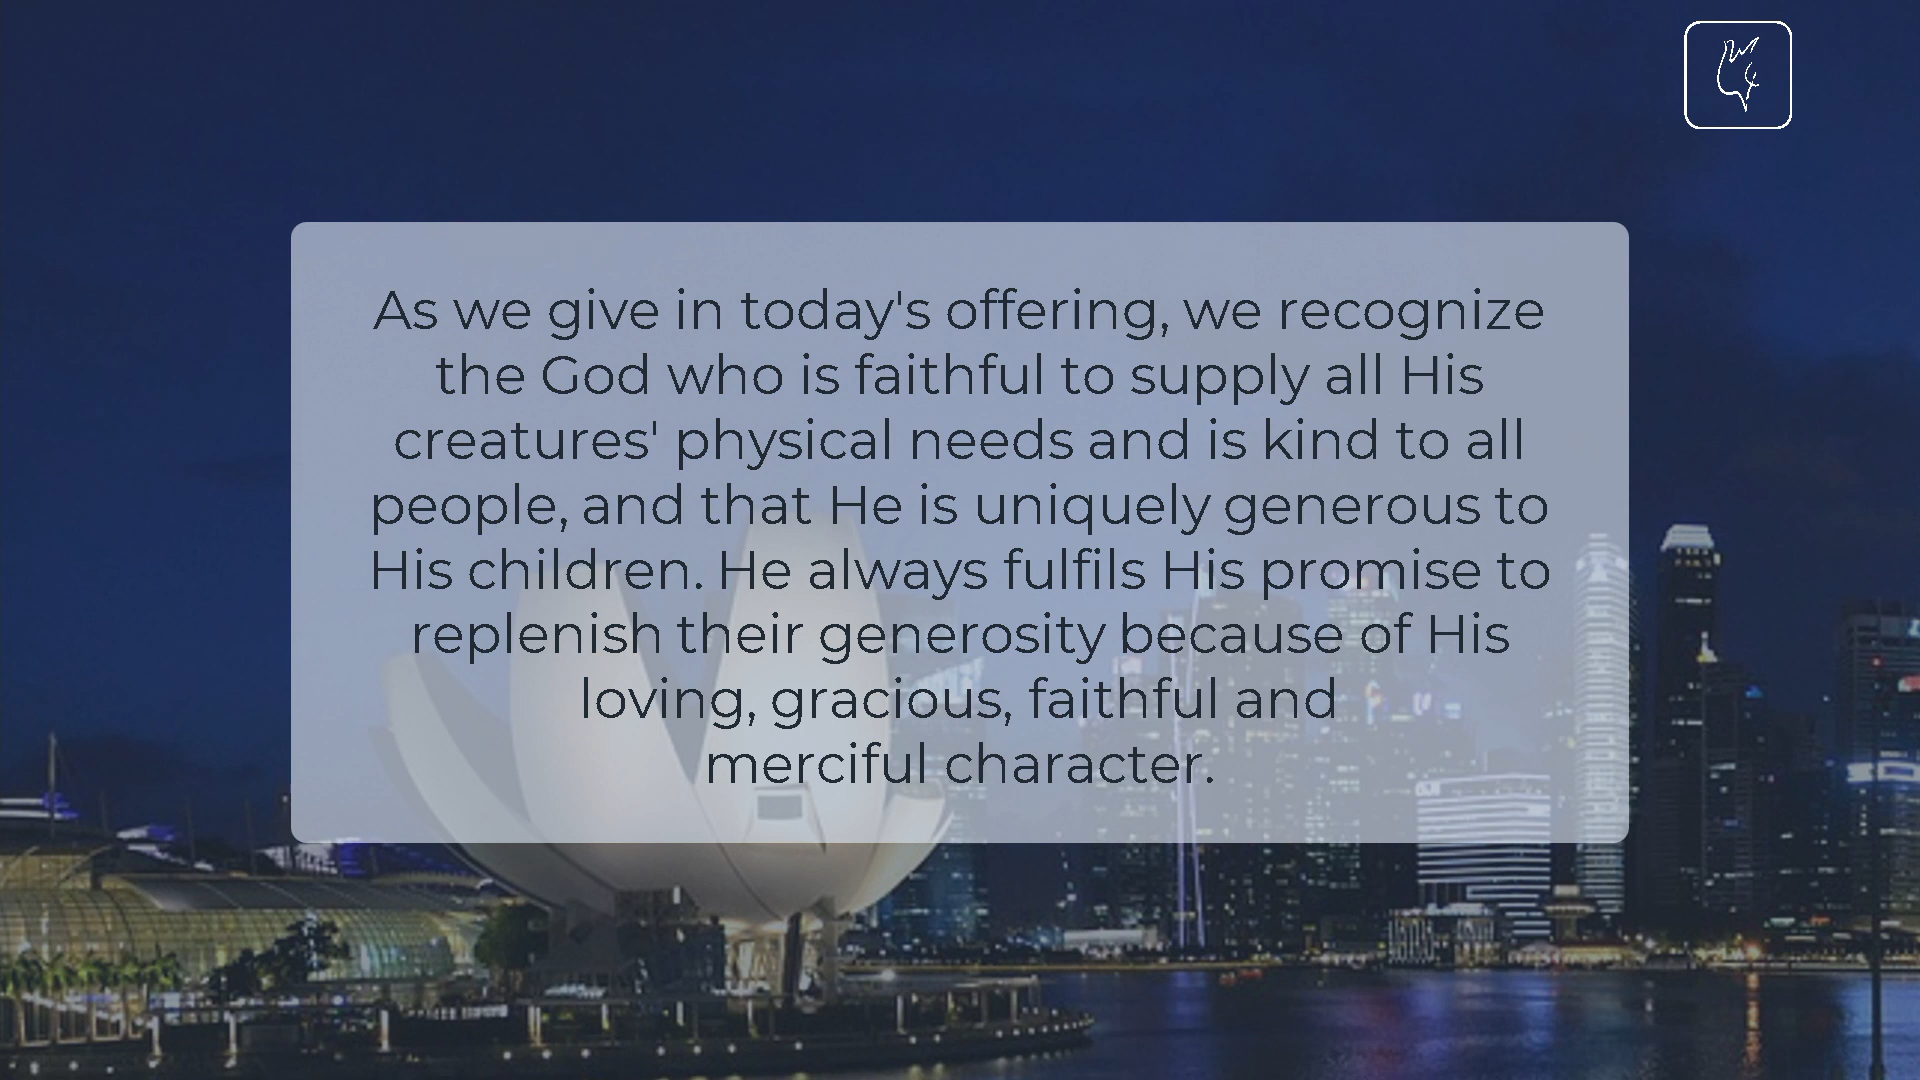 As we give in today's offering, we recognize
the God who is faithful to supply all His
creatures' physical needs and is kind to all
people, and that He is uniquely generous to
His children. He always fulfils His promise to
replenish their generosity because of His
loving, gracious, faithful and
merciful character.